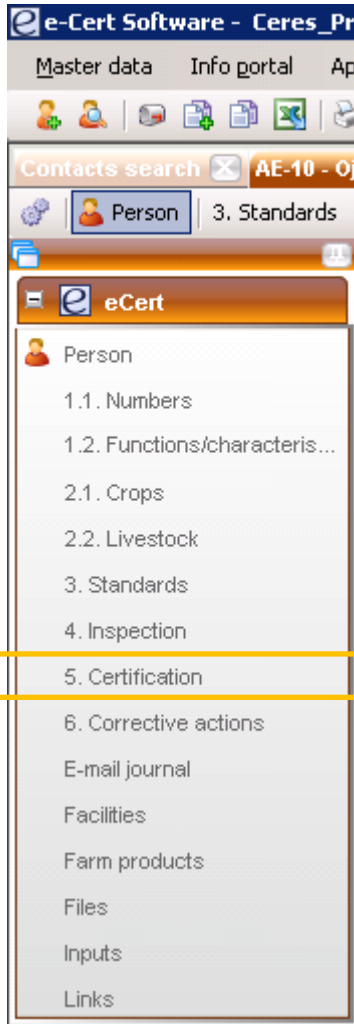 e-Cert Software - Ceres_Pr
Master data Info portal Ap
Contacts search AE-10 - Oj
Person 3. Standards
eCert
Person
1.1. Numbers
1.2. Functions/characteris...
2.1. Crops
2.2. Livestock
3. Standards
4. Inspection
5. Certification
6. Corrective actions
E-mail journal
Facilities
Farm products
Files
Inputs
Links